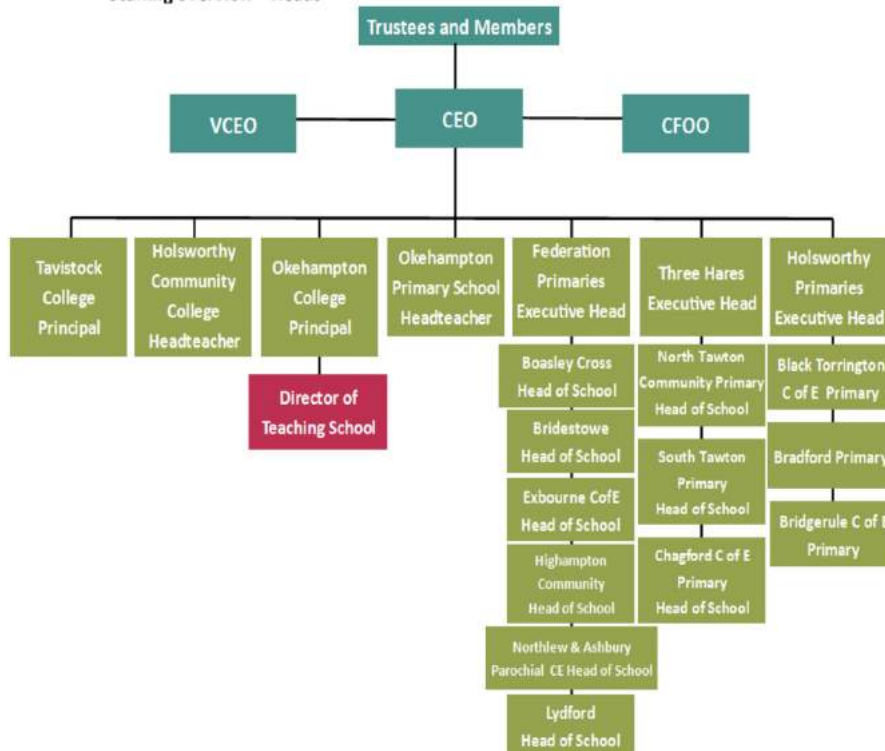 Trustees and Members
VCEO
CEO
CFOO
Tavistock
College
Principal
Holsworthy
Community
College
Headteacher
Okehampton
College
Principal
Okehampton
Primary School
Headteacher
Federation
Primaries
Executive Head
Three Hares
Executive Head
Holsworthy
Primaries
Executive Head
Director of
Teaching School
Boasley Cross
Head of School
Bridestowe
Head of School
Exbourne CofE
Head of School
Highampton
Community
Head of School
Northlew & Ashbury
Parochial CE Head of School
Lydford
Head of School
North Tawton
Community Primary
Head of School
South Tawton
Primary
Head of School
Chagford C of E
Primary
Head of School
Black Torrington
C of E Primary
Bradford Primary
Bridgerule C of E
Primary